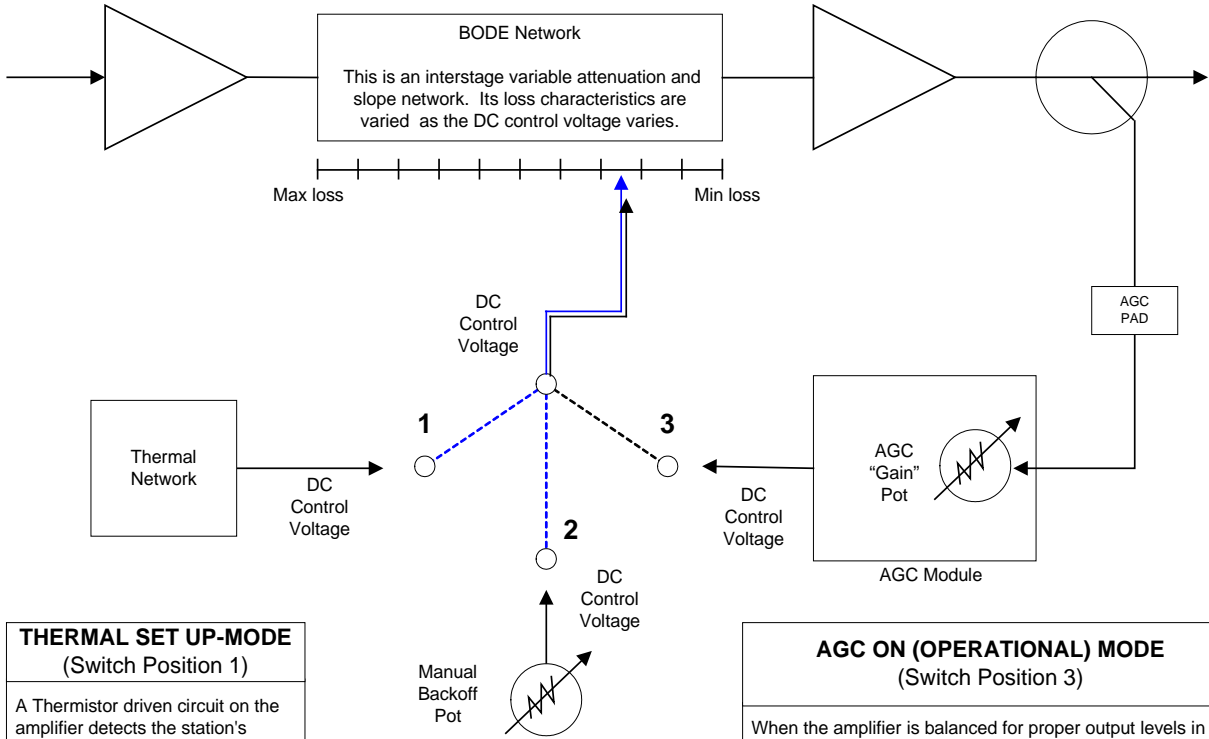 BODE Network
This is an interstage variable attenuation and
slope network. Its loss characteristics are
varied as the DC control voltage varies.
Max loss
Min loss
DC
Control
Voltage
AGC
PAD
1
3
Thermal
Network
DC
Control
Voltage
AGC
“Gain”
Pot
DC
Control
Voltage
2
AGC Module
DC
Control
Voltage
Manual
Backoff
Pot
THERMAL SET UP-MODE
(Switch Position 1)
A Thermistor driven circuit on the
amplifier detects the station's
AGC ON (OPERATIONAL) MODE
(Switch Position 3)
When the amplifier is balanced for proper output levels in